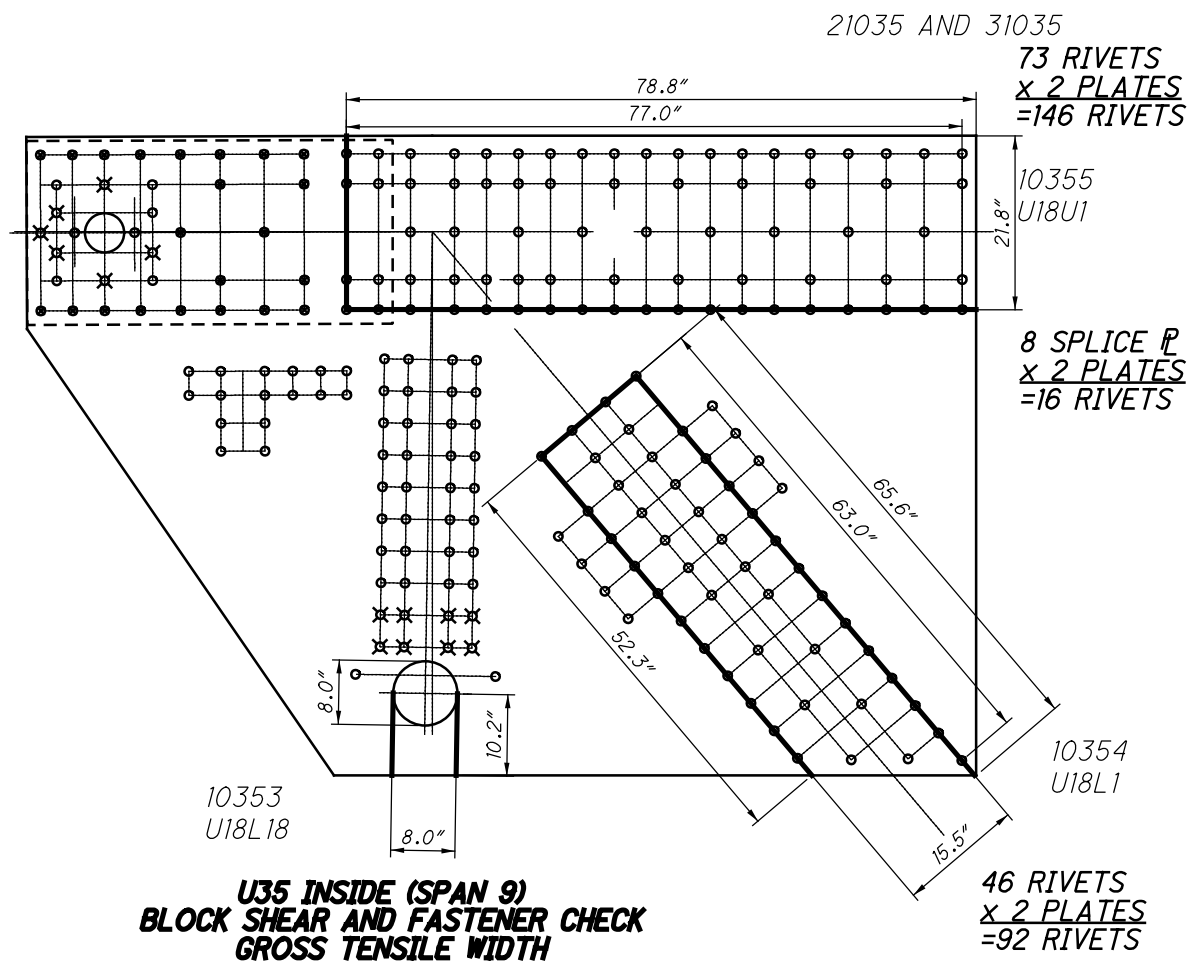 21035 AND 31035
73 RIVETS
x 2 PLATES
=146 RIVETS
78.8"
77.0"
10355
U18U1
21.8"
8 SPLICE ℄
x 2 PLATES
=16 RIVETS
65.6"
63.0"
52.3"
8.0"
10.2"
10354
U18L1
10353
U18L18
8.0"
15.5"
46 RIVETS
x 2 PLATES
=92 RIVETS
U35 INSIDE (SPAN 9)
BLOCK SHEAR AND FASTENER CHECK
GROSS TENSILE WIDTH